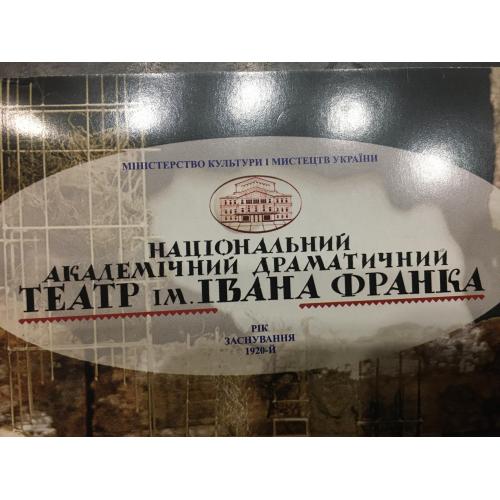 МІНІСТЕРСТВО КУЛЬТУРИ І МИСТЕЦТВ УКРАЇНИ
НАЦІОНАЛЬНИЙ
АКАДЕМІЧНИЙ ДРАМАТИЧНИЙ
ТЕАТР ІМ. ІВАНА ФРАНКА
РІК
ЗАСНУВАННЯ
1920-Й